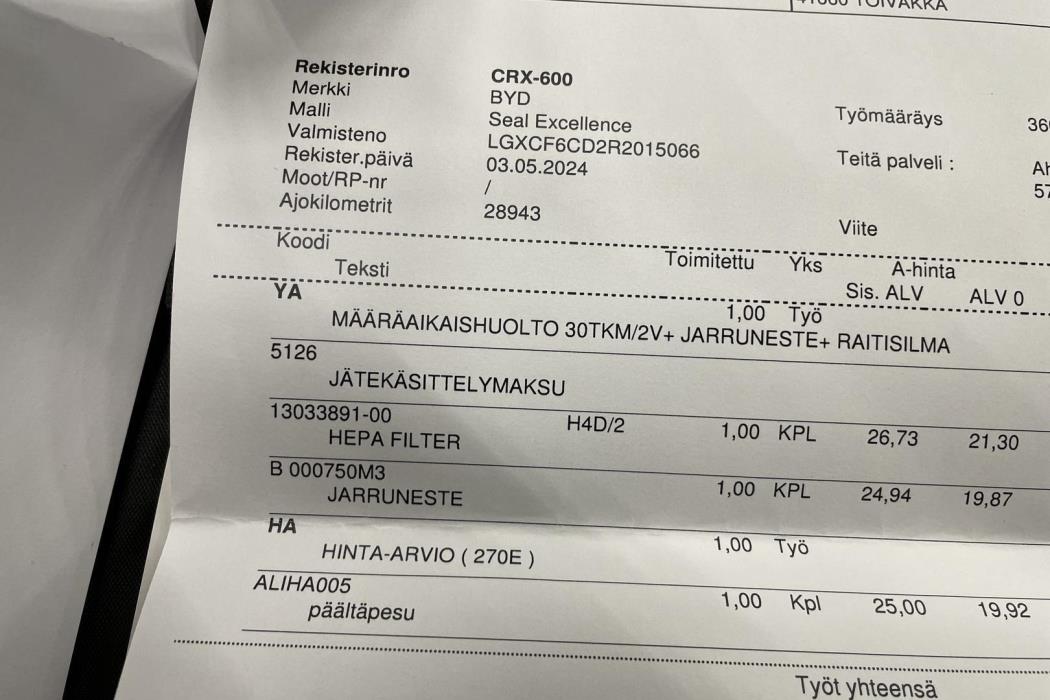 TOIVAKKA
Rekisterinro CRX-600
Merkki BYD
Malli Seal Excellence Työmääräys
Valmisteno LGXCF6CD2R2015066
Rekister.päivä 03.05.2024 Teitä palveli :
Moot/RP-nr /
Ajokilometrit 28943 Viite
Koodi Toimitettu Yks A-hinta
Teksti Sis. ALV ALV 0
YA 1,00 Työ
MÄÄRÄAIKAISHUOLTO 30TKM/2V+ JARRUNESTE+ RAITISILMA
5126
JÄTEKÄSITTELYMAKSU
13033891-00 H4D/2 1,00 KPL 26,73 21,30
HEPA FILTER
B 000750M3 1,00 KPL 24,94 19,87
JARRUNESTE
HA 1,00 Työ
HINTA-ARVIO ( 270E )
ALIHA005 1,00 Kpl 25,00 19,92
päältäpesu
Työt yhteensä